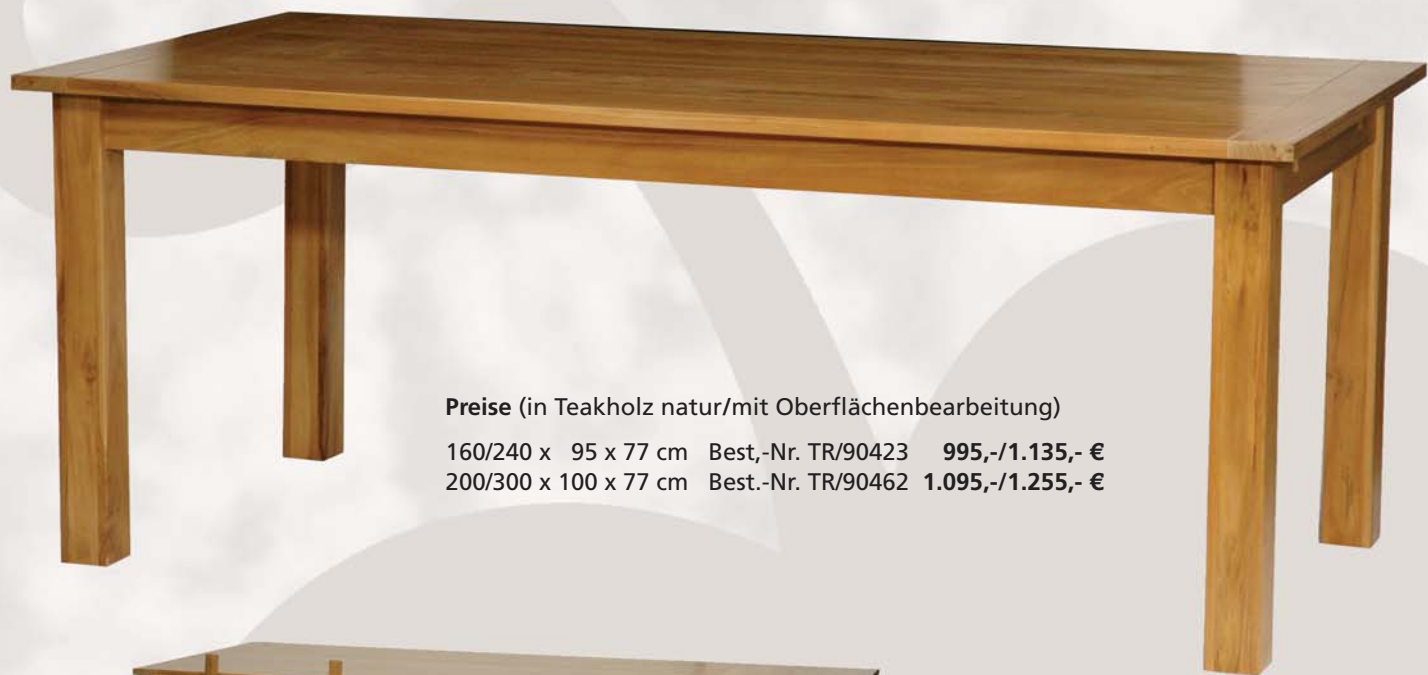 Preise (in Teakholz natur/mit Oberflächenbearbeitung)
160/240 x 95 x 77 cm Best,-Nr. TR/90423 995,-/1.135,- €
200/300 x 100 x 77 cm Best.-Nr. TR/90462 1.095,-/1.255,- €